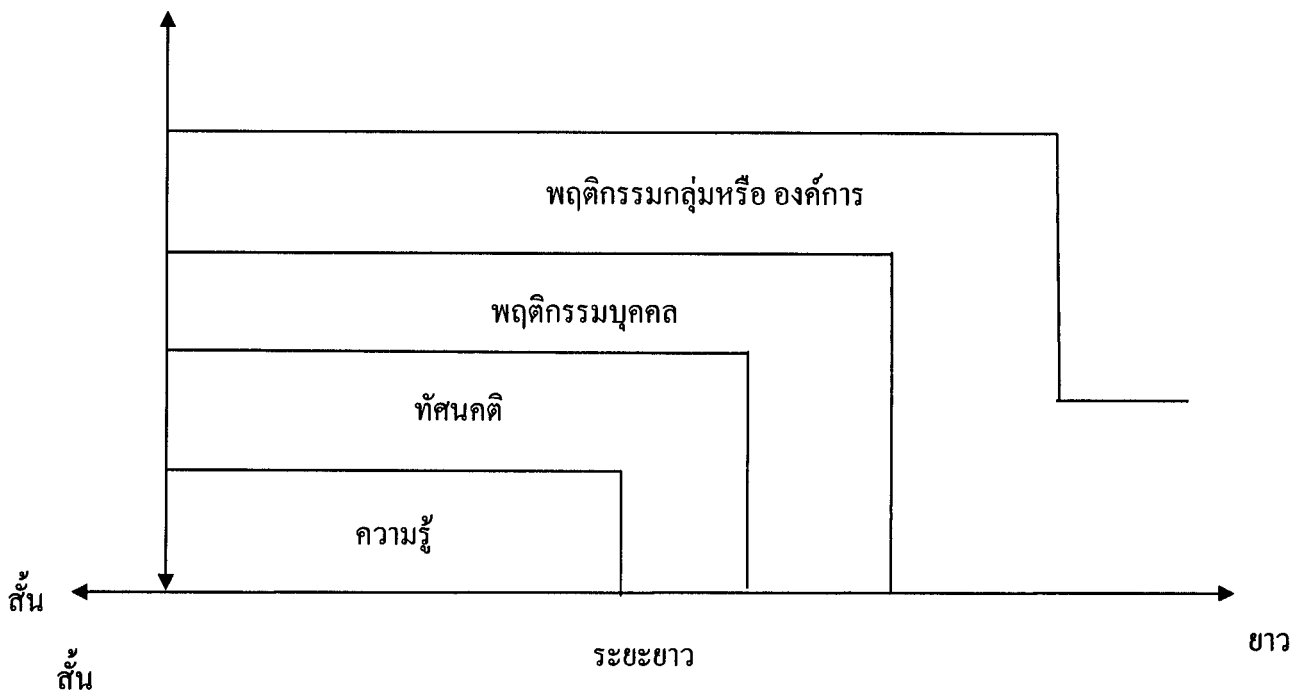 พฤติกรรมกลุ่มหรือ องค์การ
พฤติกรรมบุคคล
ทัศนคติ
ความรู้
สั้น
ยาว
ระยะยาว
สั้น